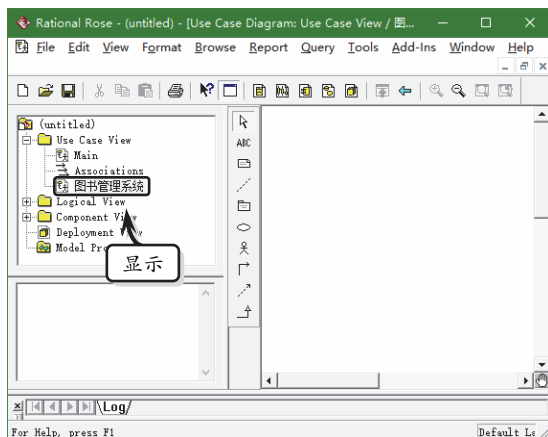 Rational Rose - (untitled) - [Use Case Diagram: Use Case View / 图...
File Edit View Format Browse Report Query Tools Add-Ins Window Help
(untitled)
Use Case View
ABC
Main
Associations
图书管理系统
Logical View
Component View
Deployment View
Model Pr
显示
Log
For Help, press F1
Default La